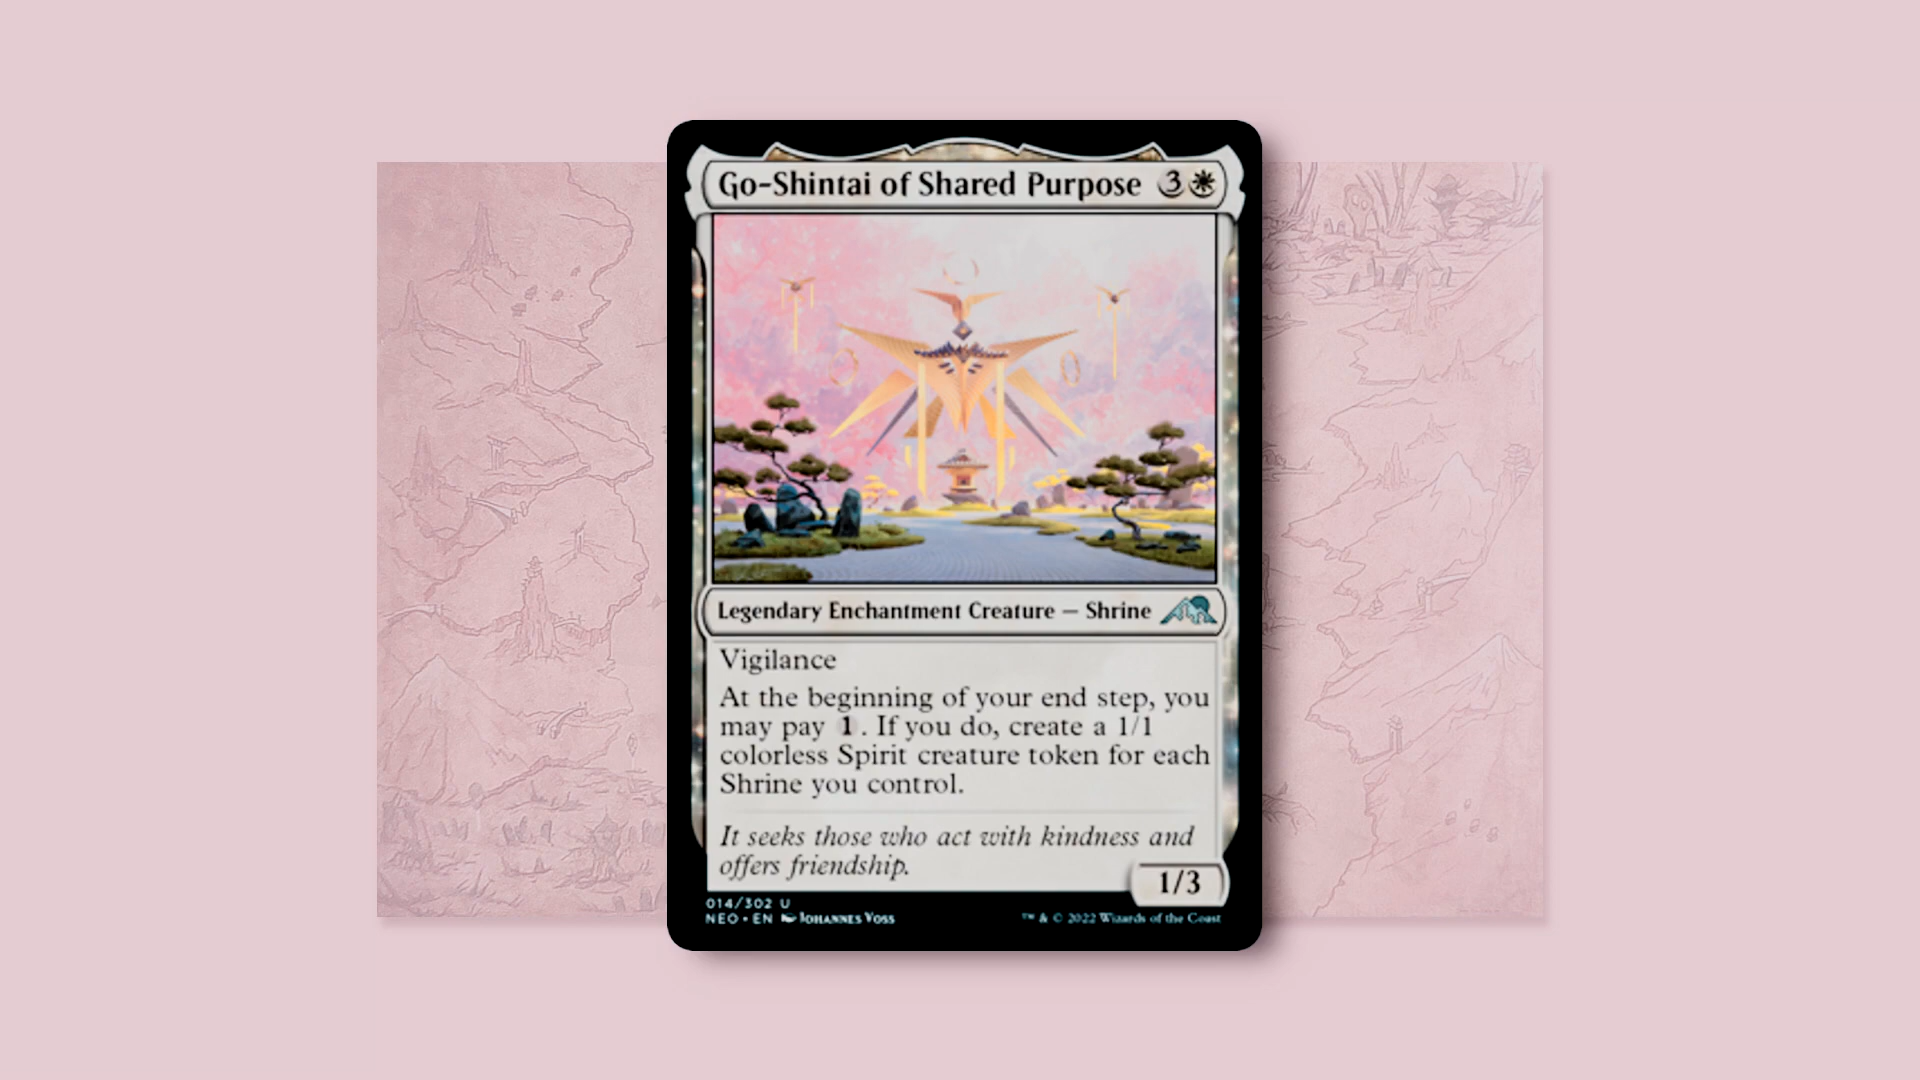 Go-Shintai of Shared Purpose 3
Legendary Enchantment Creature — Shrine
Vigilance
At the beginning of your end step, you
may pay 1. If you do, create a 1/1
colorless Spirit creature token for each
Shrine you control.
It seeks those who act with kindness and
offers friendship.
1/3
014/302 U
NEO • EN Johannes Voss
™ & © 2022 Wizards of the Coast